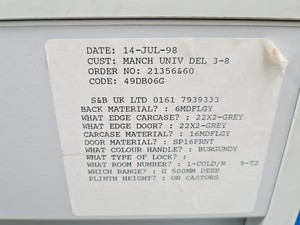 DATE: 14-JUL-98
CUST: MANCH UNIV DEL 3-8
ORDER NO: 21356&60
CODE: 49DB06G
S&B UK LTD 0161 7939333
BACK MATERIAL? : 6MDFLGY
WHAT EDGE CARCASE? : 22X2-GREY
WHAT EDGE DOOR? : 22X2-GREY
CARCASE MATERIAL? : 16MDFLGY
DOOR MATERIAL? : SP16FRNT
WHAT COLOUR HANDLE? : BURGUNDY
WHAT TYPE OF LOCK? :
WHAT ROOM NUMBER? : 1-COLD/R 9-T2
WHICH RANGE? : G 500MM DEEP
PLINTH HEIGHT? : ON CASTORS